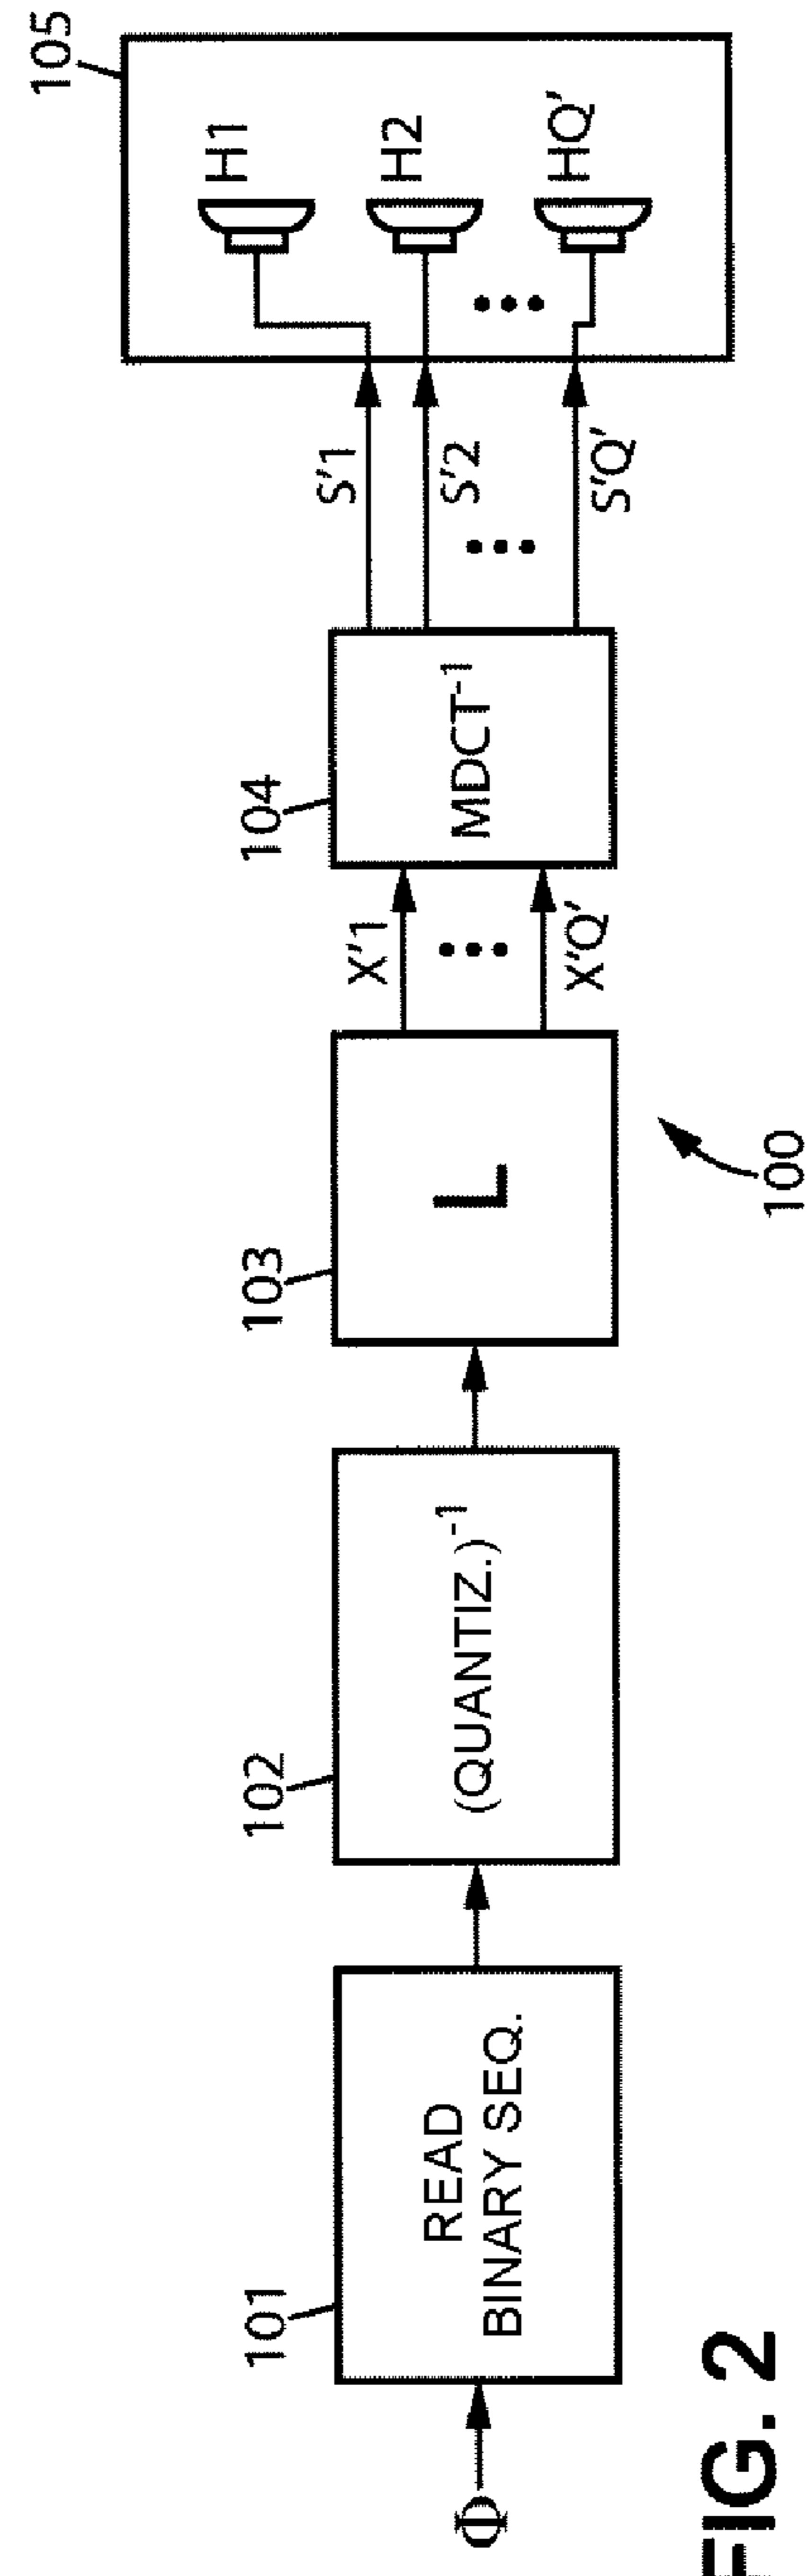 Φ
101
READ
BINARY SEQ.
102
(QUANTIZ.)⁻¹
103
L
X'1
X'Q'
104
MDCT⁻¹
S'1
S'2
S'Q'
105
H1
H2
HQ'
100
FIG. 2